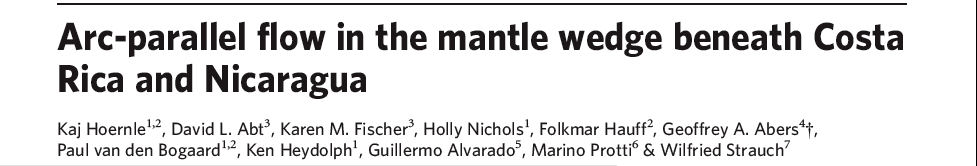 Arc-parallel flow in the mantle wedge beneath Costa
Rica and Nicaragua
Kaj Hoernle1,2, David L. Abt3, Karen M. Fischer3, Holly Nichols1, Folkmar Hauff2, Geoffrey A. Abers4†,
Paul van den Bogaard1,2, Ken Heydolph1, Guillermo Alvarado5, Marino Protti6 & Wilfried Strauch7